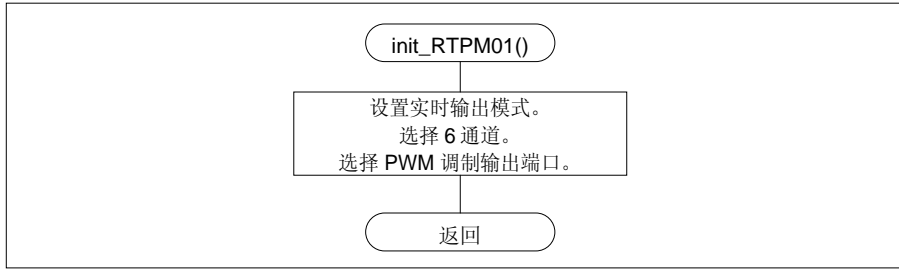 init_RTPM01()
设置实时输出模式。
选择 6 通道。
选择 PWM 调制输出端口。
返回